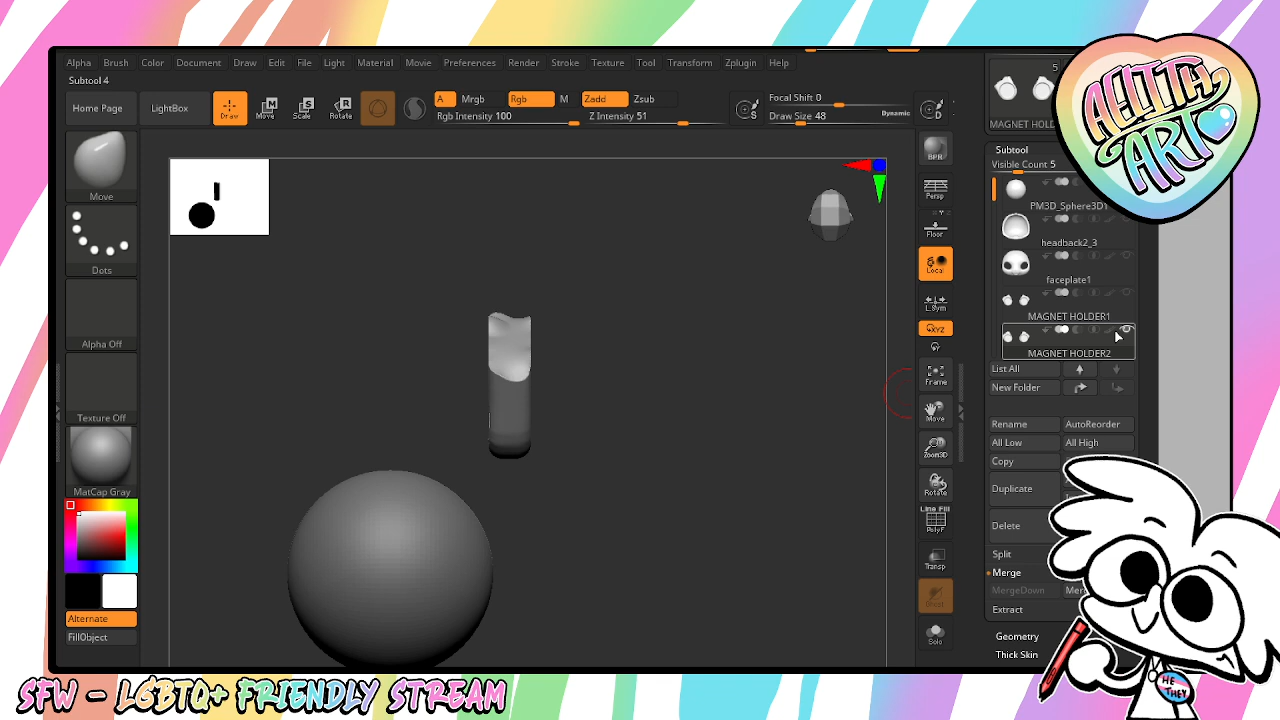 Alpha Brush Color Document Draw Edit File Light Material Movie Preferences Render Stroke Texture Tool Transform Zplugin Help
Subtool 4
Home Page LightBox Draw Move Scale Rotate
A Mrgb Rgb M Zadd Zsub
Rgb Intensity 100 Z Intensity 51
S
Focal Shift 0
Draw Size 48 Dynamic
D
Move
Dots
Alpha Off
Texture Off
MatCap Gray
Alternate
FillObject
BPR
Persp
Floor
Local
L.Sym
XYZ
Frame
Move
Zoom3D
Rotate
Line Fill
PolyF
Transp
Ghost
Solo
5
MAGNET HOLD
Subtool
Visible Count 5
PM3D_Sphere3D1
headback2_3
faceplate1
MAGNET HOLDER1
MAGNET HOLDER2
List All
New Folder
Rename AutoReorder
All Low All High
Copy
Duplicate
Delete
Split
Merge
MergeDown Mer
Extract
Geometry
Thick Skin
AELITH
ART
HE
THEY
SFW - LGBTQ+ FRIENDLY STREAM